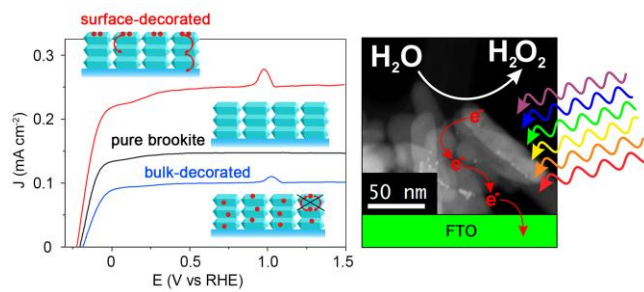 surface-decorated
0.3
0.2
0.1
0
J (mA cm⁻²)
pure brookite
bulk-decorated
0
0.5
1.0
1.5
E (V vs RHE)
H₂O
H₂O₂
e⁻
e⁻
e⁻
50 nm
FTO